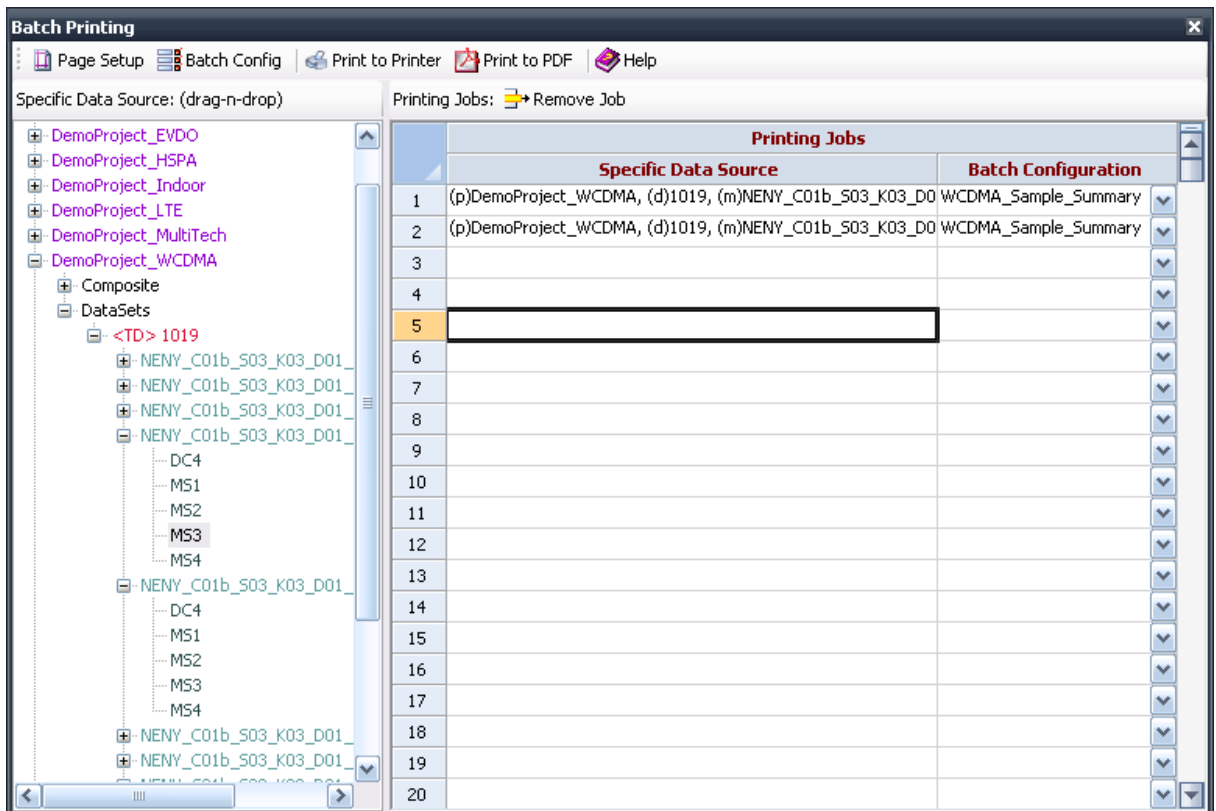 Batch Printing
Page Setup Batch Config Print to Printer Print to PDF Help
Specific Data Source: (drag-n-drop)
Printing Jobs: Remove Job
DemoProject_EVDO
DemoProject_HSPA
DemoProject_Indoor
DemoProject_LTE
DemoProject_MultiTech
DemoProject_WCDMA
Composite
DataSets
<TD> 1019
NENY_C01b_S03_K03_D01_
NENY_C01b_S03_K03_D01_
NENY_C01b_S03_K03_D01_
NENY_C01b_S03_K03_D01_
DC4
MS1
MS2
MS3
MS4
NENY_C01b_S03_K03_D01_
DC4
MS1
MS2
MS3
MS4
NENY_C01b_S03_K03_D01_
NENY_C01b_S03_K03_D01_
Printing Jobs
Specific Data Source Batch Configuration
1 (p)DemoProject_WCDMA, (d)1019, (m)NENY_C01b_S03_K03_D0 WCDMA_Sample_Summary
2 (p)DemoProject_WCDMA, (d)1019, (m)NENY_C01b_S03_K03_D0 WCDMA_Sample_Summary
3
4
5
6
7
8
9
10
11
12
13
14
15
16
17
18
19
20